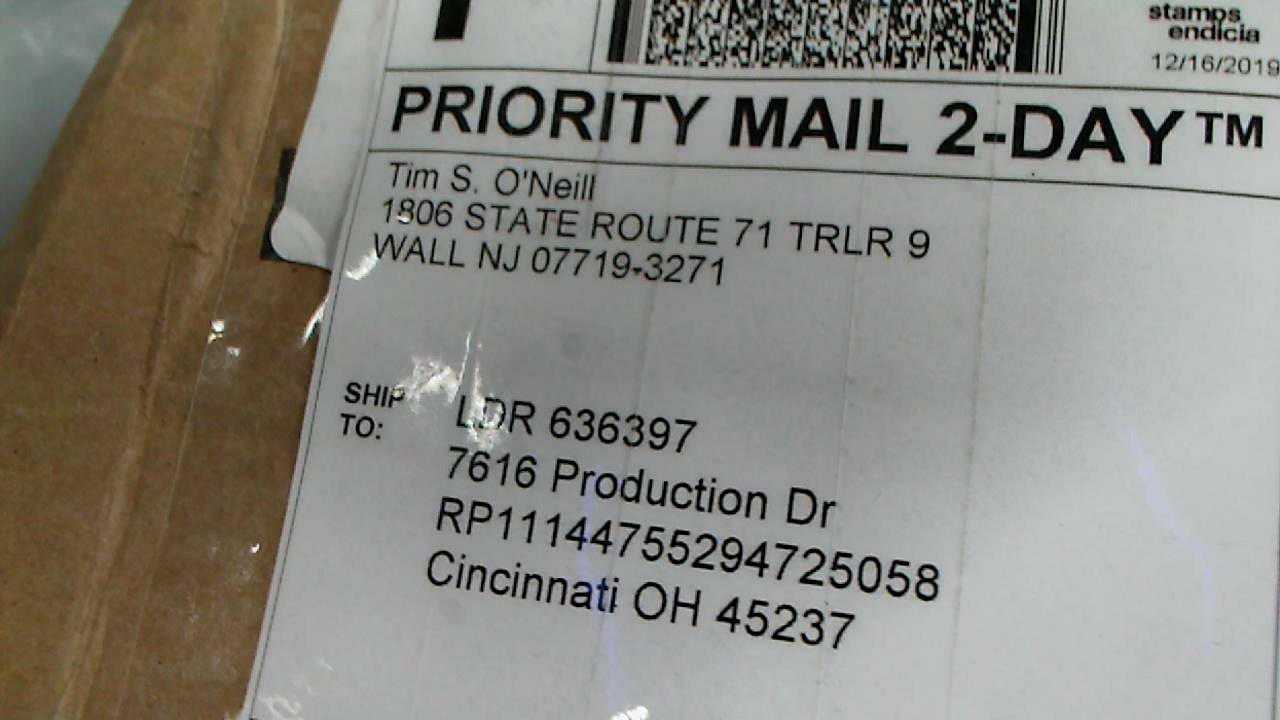 stamps
endicia
12/16/2019
PRIORITY MAIL 2-DAY™
Tim S. O'Neill
1806 STATE ROUTE 71 TRLR 9
WALL NJ 07719-3271
SHIP
TO:
LDR 636397
7616 Production Dr
RP11144755294725058
Cincinnati OH 45237